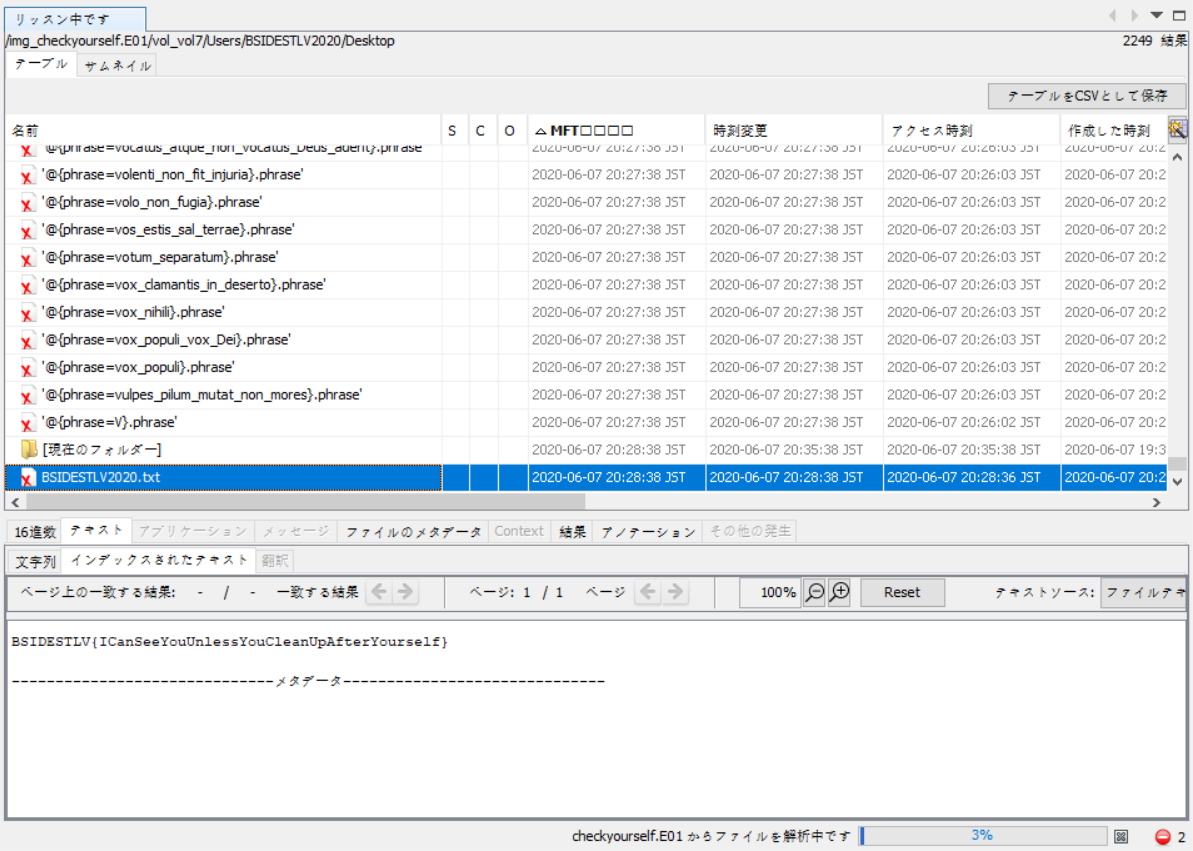 リッスン中です
/img_checkyourself.E01/vol_vol7/Users/BSIDESTLV2020/Desktop 2249 結果
テーブル サムネイル
テーブルをCSVとして保存
名前 S C O △ MFT□□□□ 時刻変更 アクセス時刻 作成した時刻
'@{phrase=vocatus_atque_non_vocatus_Deus_aderit}.phrase' 2020-06-07 20:27:38 JST 2020-06-07 20:27:38 JST 2020-06-07 20:26:03 JST 2020-06-07 20:2
'@{phrase=volenti_non_fit_injuria}.phrase' 2020-06-07 20:27:38 JST 2020-06-07 20:27:38 JST 2020-06-07 20:26:03 JST 2020-06-07 20:2
'@{phrase=volo_non_fugia}.phrase' 2020-06-07 20:27:38 JST 2020-06-07 20:27:38 JST 2020-06-07 20:26:03 JST 2020-06-07 20:2
'@{phrase=vos_estis_sal_terrae}.phrase' 2020-06-07 20:27:38 JST 2020-06-07 20:27:38 JST 2020-06-07 20:26:03 JST 2020-06-07 20:2
'@{phrase=votum_separatum}.phrase' 2020-06-07 20:27:38 JST 2020-06-07 20:27:38 JST 2020-06-07 20:26:03 JST 2020-06-07 20:2
'@{phrase=vox_clamantis_in_deserto}.phrase' 2020-06-07 20:27:38 JST 2020-06-07 20:27:38 JST 2020-06-07 20:26:03 JST 2020-06-07 20:2
'@{phrase=vox_nihili}.phrase' 2020-06-07 20:27:38 JST 2020-06-07 20:27:38 JST 2020-06-07 20:26:03 JST 2020-06-07 20:2
'@{phrase=vox_populi_vox_Dei}.phrase' 2020-06-07 20:27:38 JST 2020-06-07 20:27:38 JST 2020-06-07 20:26:03 JST 2020-06-07 20:2
'@{phrase=vox_populi}.phrase' 2020-06-07 20:27:38 JST 2020-06-07 20:27:38 JST 2020-06-07 20:26:03 JST 2020-06-07 20:2
'@{phrase=vulpes_pilum_mutat_non_mores}.phrase' 2020-06-07 20:27:38 JST 2020-06-07 20:27:38 JST 2020-06-07 20:26:03 JST 2020-06-07 20:2
'@{phrase=V}.phrase' 2020-06-07 20:27:38 JST 2020-06-07 20:27:38 JST 2020-06-07 20:26:02 JST 2020-06-07 20:2
[現在のフォルダー] 2020-06-07 20:28:38 JST 2020-06-07 20:35:38 JST 2020-06-07 20:35:38 JST 2020-06-07 19:3
BSIDESTLV2020.txt 2020-06-07 20:28:38 JST 2020-06-07 20:28:38 JST 2020-06-07 20:28:36 JST 2020-06-07 20:2
16進数 テキスト アプリケーション メッセージ ファイルのメタデータ Context 結果 アノテーション その他の発生
文字列 インデックスされたテキスト 翻訳
ページ上の一致する結果: - / - 一致する結果 ページ: 1 / 1 ページ 100% Reset テキストソース: ファイルテキ
BSIDESTLV{ICanSeeYouUnlessYouCleanUpAfterYourself}
------------------------------メタデータ------------------------------
checkyourself.E01 からファイルを解析中です 3% 2